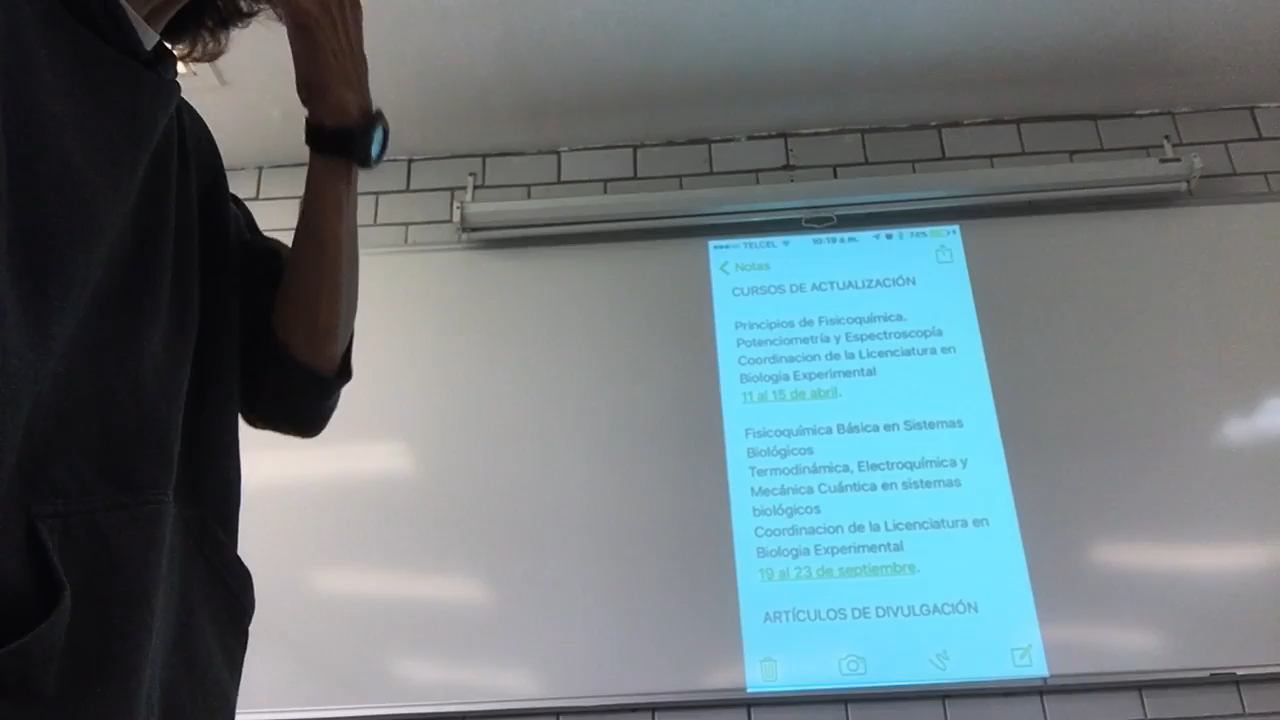 TELCEL 10:19 a.m. 74%
Notas
CURSOS DE ACTUALIZACIÓN
Principios de Fisicoquímica.
Potenciometría y Espectroscopía
Coordinacion de la Licenciatura en
Biologia Experimental
11 al 15 de abril.
Fisicoquímica Básica en Sistemas
Biológicos
Termodinámica, Electroquímica y
Mecánica Cuántica en sistemas
biológicos
Coordinacion de la Licenciatura en
Biologia Experimental
19 al 23 de septiembre.
ARTÍCULOS DE DIVULGACIÓN